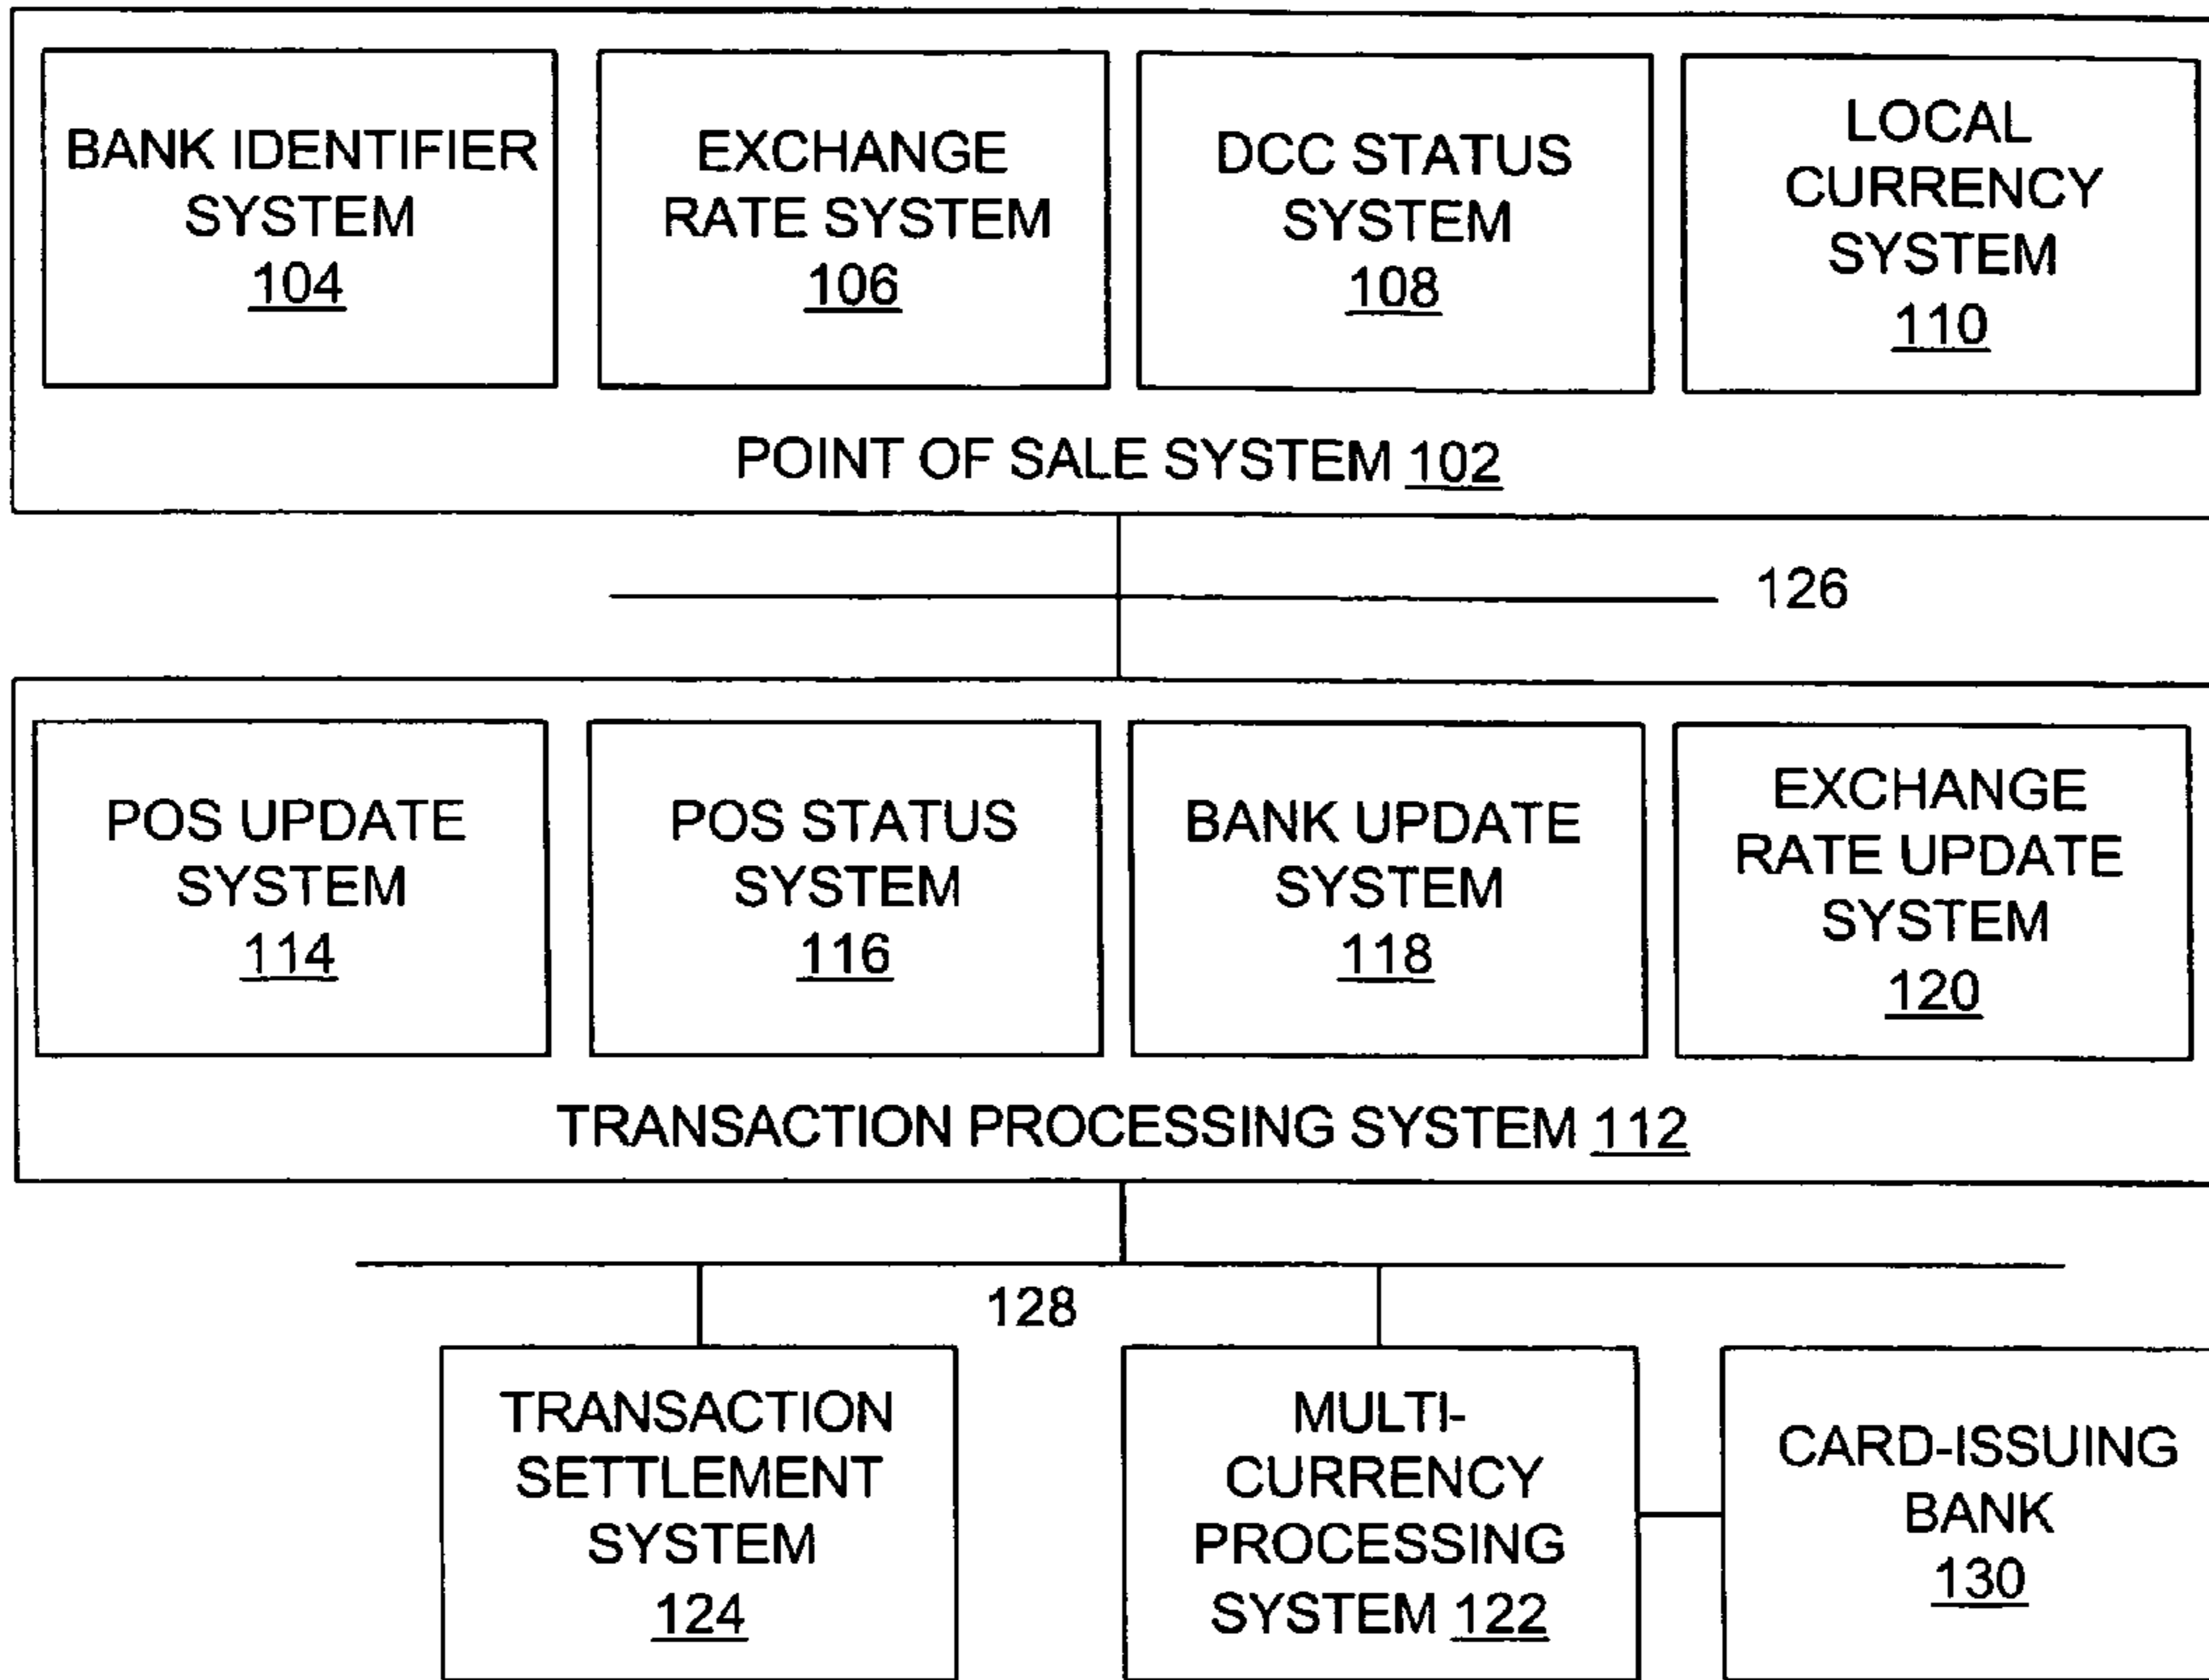 BANK IDENTIFIER
SYSTEM
104
EXCHANGE
RATE SYSTEM
106
DCC STATUS
SYSTEM
108
LOCAL
CURRENCY
SYSTEM
110
POINT OF SALE SYSTEM 102
126
POS UPDATE
SYSTEM
114
POS STATUS
SYSTEM
116
BANK UPDATE
SYSTEM
118
EXCHANGE
RATE UPDATE
SYSTEM
120
TRANSACTION PROCESSING SYSTEM 112
128
TRANSACTION
SETTLEMENT
SYSTEM
124
MULTI-
CURRENCY
PROCESSING
SYSTEM 122
CARD-ISSUING
BANK
130